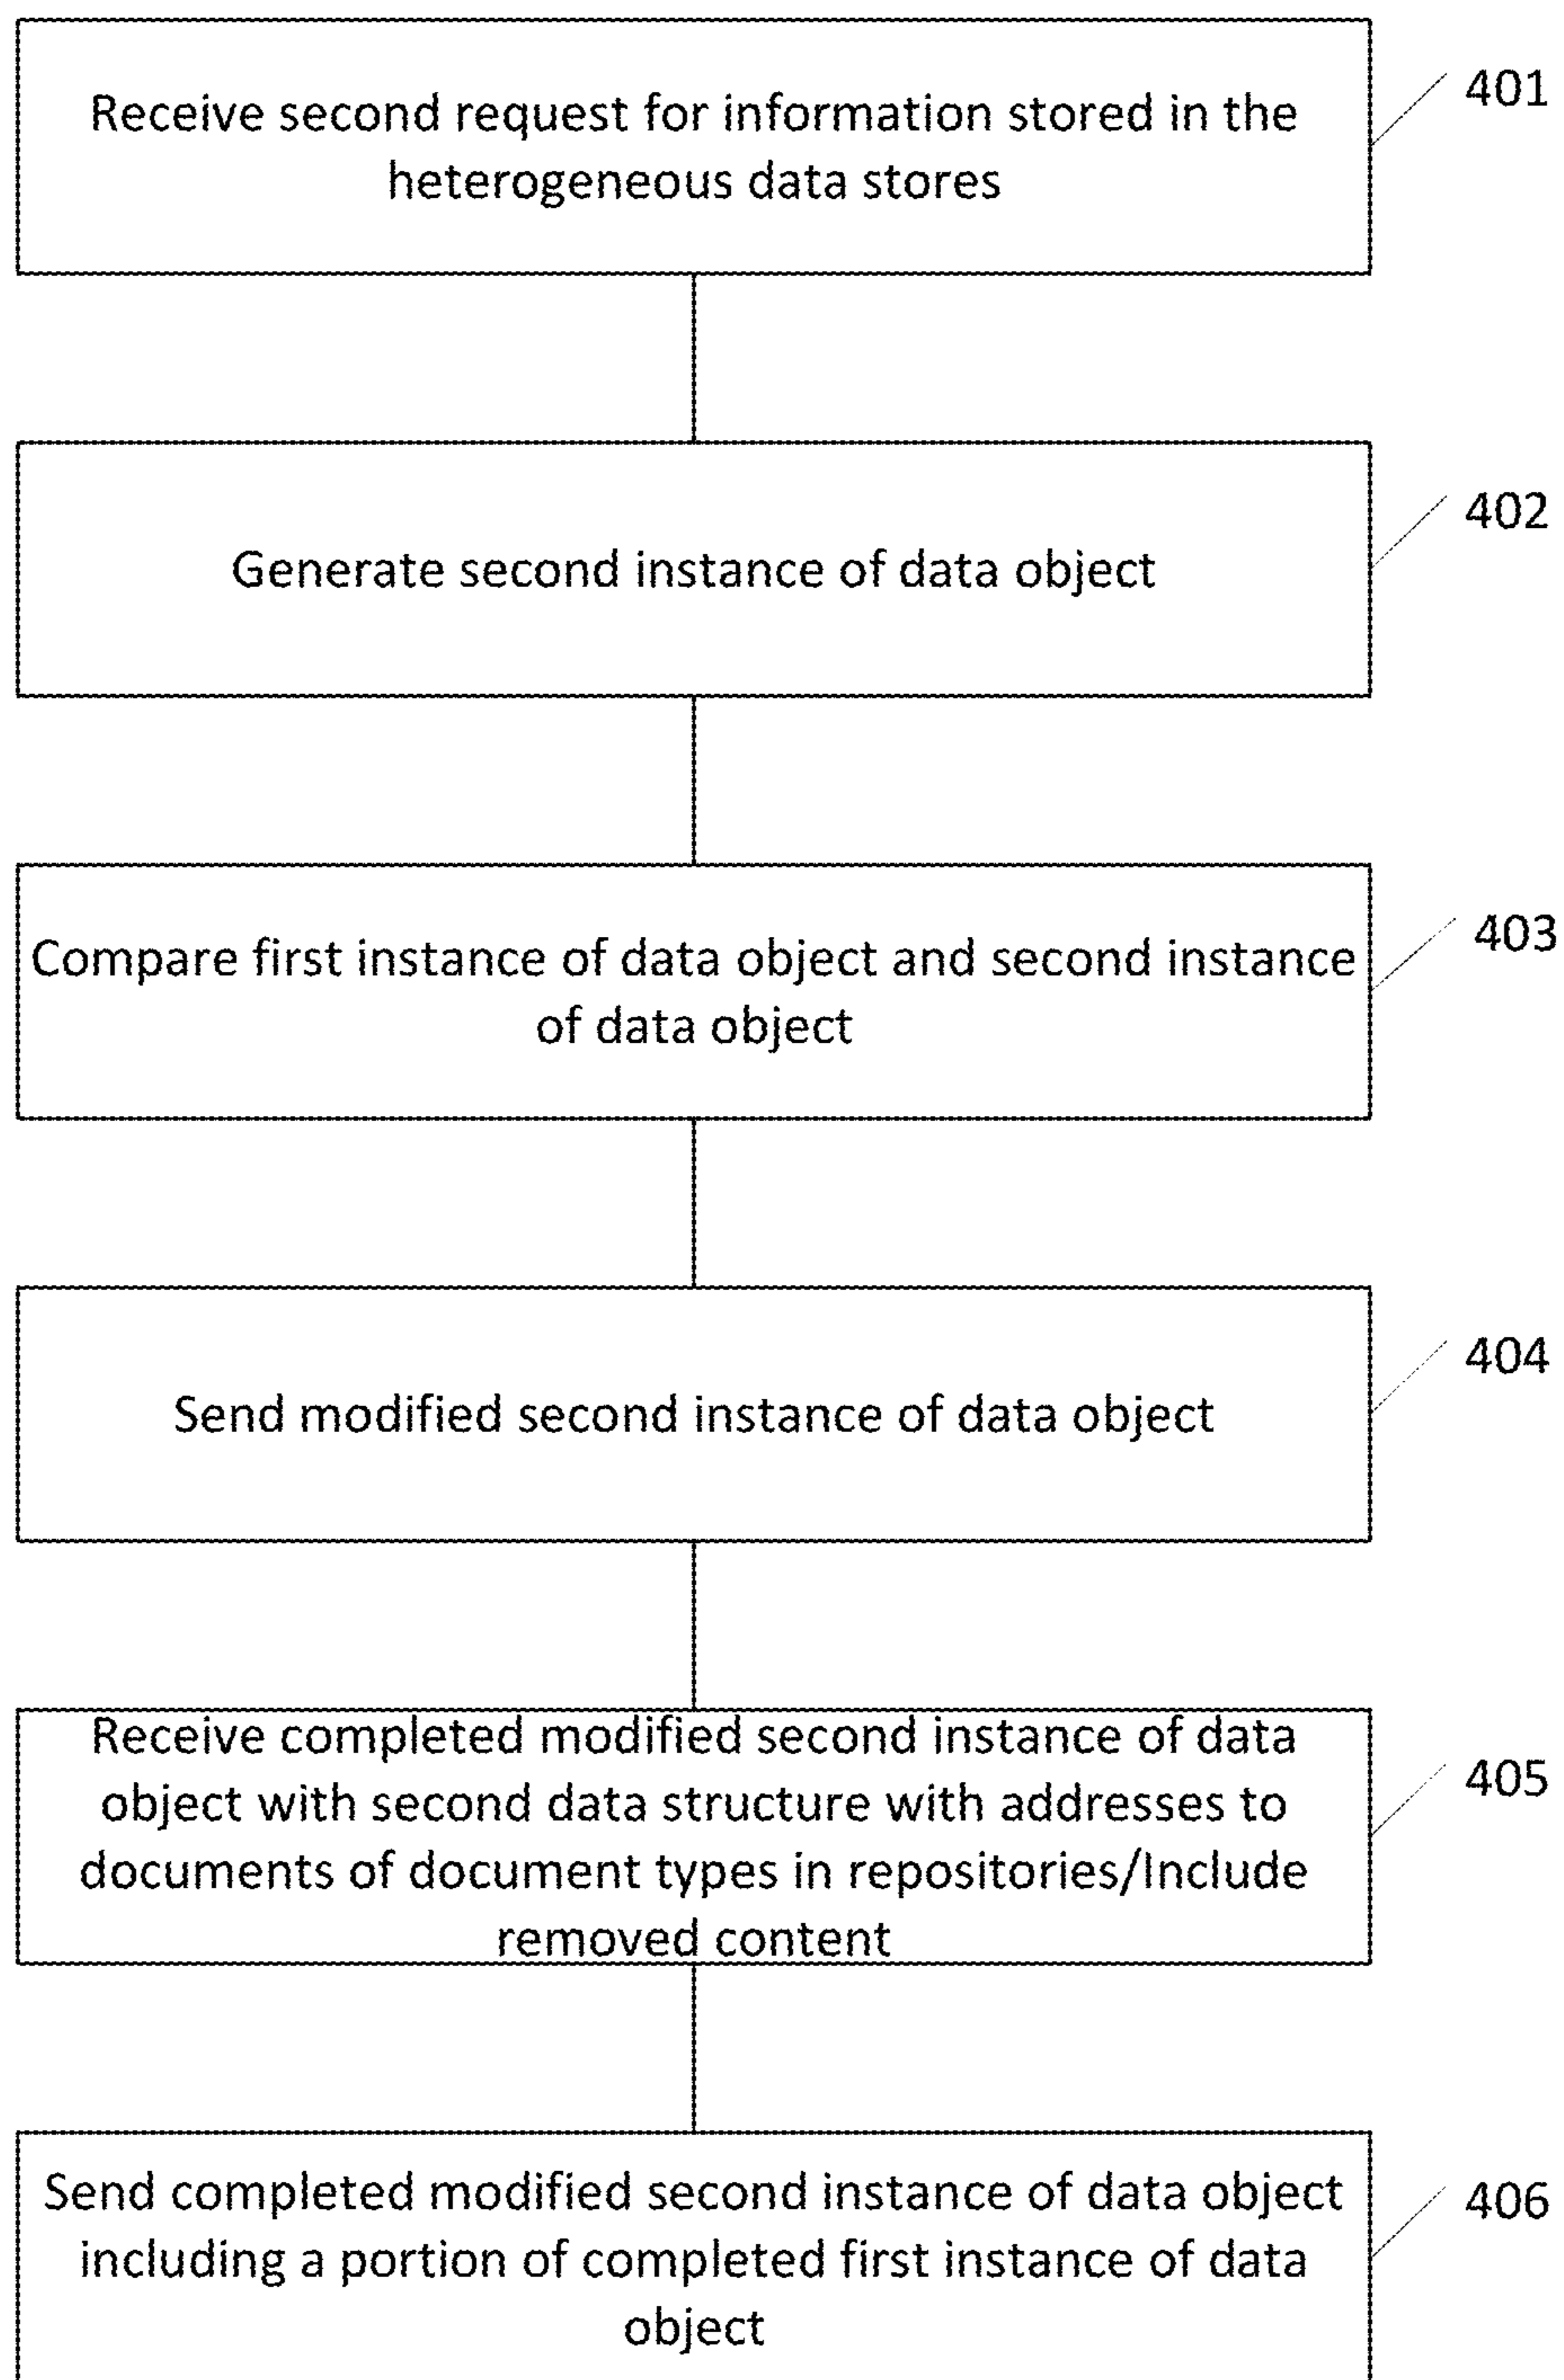 Receive second request for information stored in the
heterogeneous data stores
401
Generate second instance of data object
402
Compare first instance of data object and second instance
of data object
403
Send modified second instance of data object
404
Receive completed modified second instance of data
object with second data structure with addresses to
documents of document types in repositories/Include
removed content
405
Send completed modified second instance of data object
including a portion of completed first instance of data
object
406